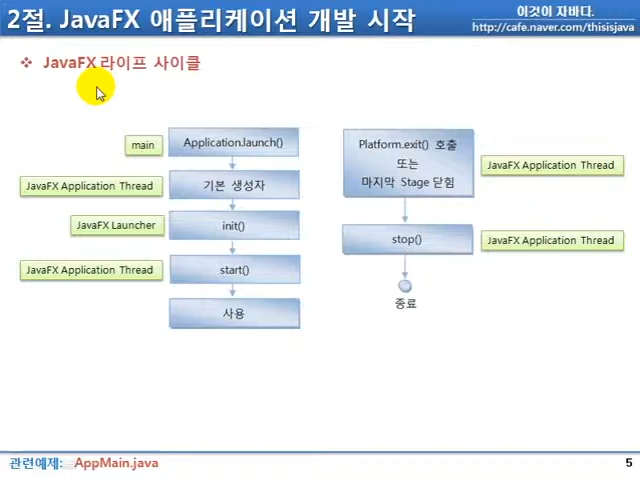 2절. JavaFX 애플리케이션 개발 시작
이것이 자바다.
http://cafe.naver.com/thisisjava
❖ JavaFX 라이프 사이클
main
Application.launch()
JavaFX Application Thread
기본 생성자
JavaFX Launcher
init()
JavaFX Application Thread
start()
사용
Platform.exit() 호출
또는
마지막 Stage 닫힘
JavaFX Application Thread
stop()
JavaFX Application Thread
종료
관련예제: AppMain.java
5